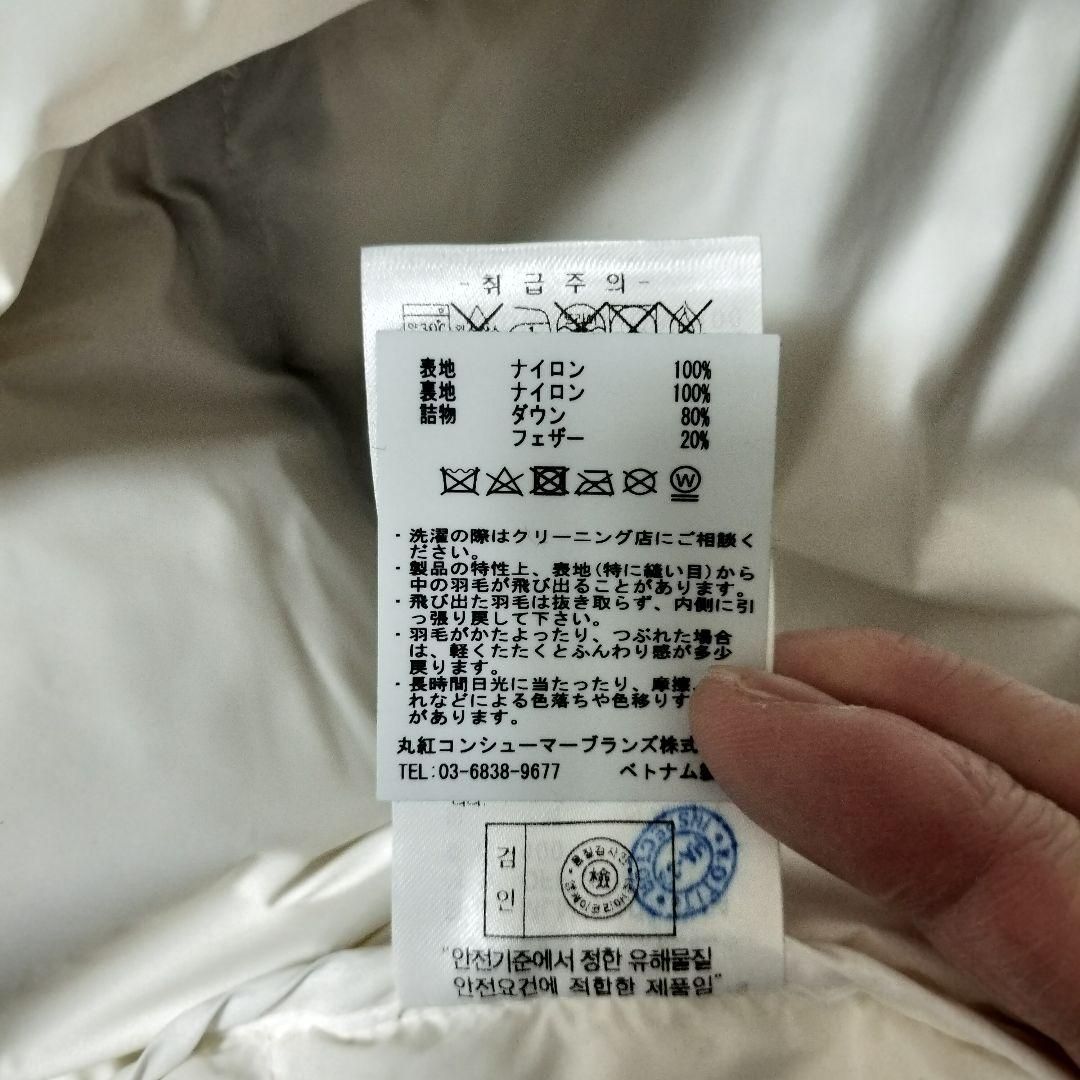 - 취 급 주 의 -
表地 ナイロン 100%
裏地 ナイロン 100%
詰物 ダウン 80%
フェザー 20%
W
・洗濯の際はクリーニング店にご相談く
ださい。
・製品の特性上、表地(特に縫い目)から
中の羽毛が飛び出ることがあります。
・飛び出た羽毛は抜き取らず、内側に引
っ張り戻して下さい。
・羽毛がかたよったり、つぶれた場合
は、軽くたたくとふんわり感が多少
戻ります。
・長時間日光に当たったり、摩擦、
れなどによる色落ちや色移りす
があります。
丸紅コンシューマーブランズ株式
TEL:03-6838-9677 ベトナム
검
인
檢
"안전기준에서 정한 유해물질
안전요건에 적합한 제품임"